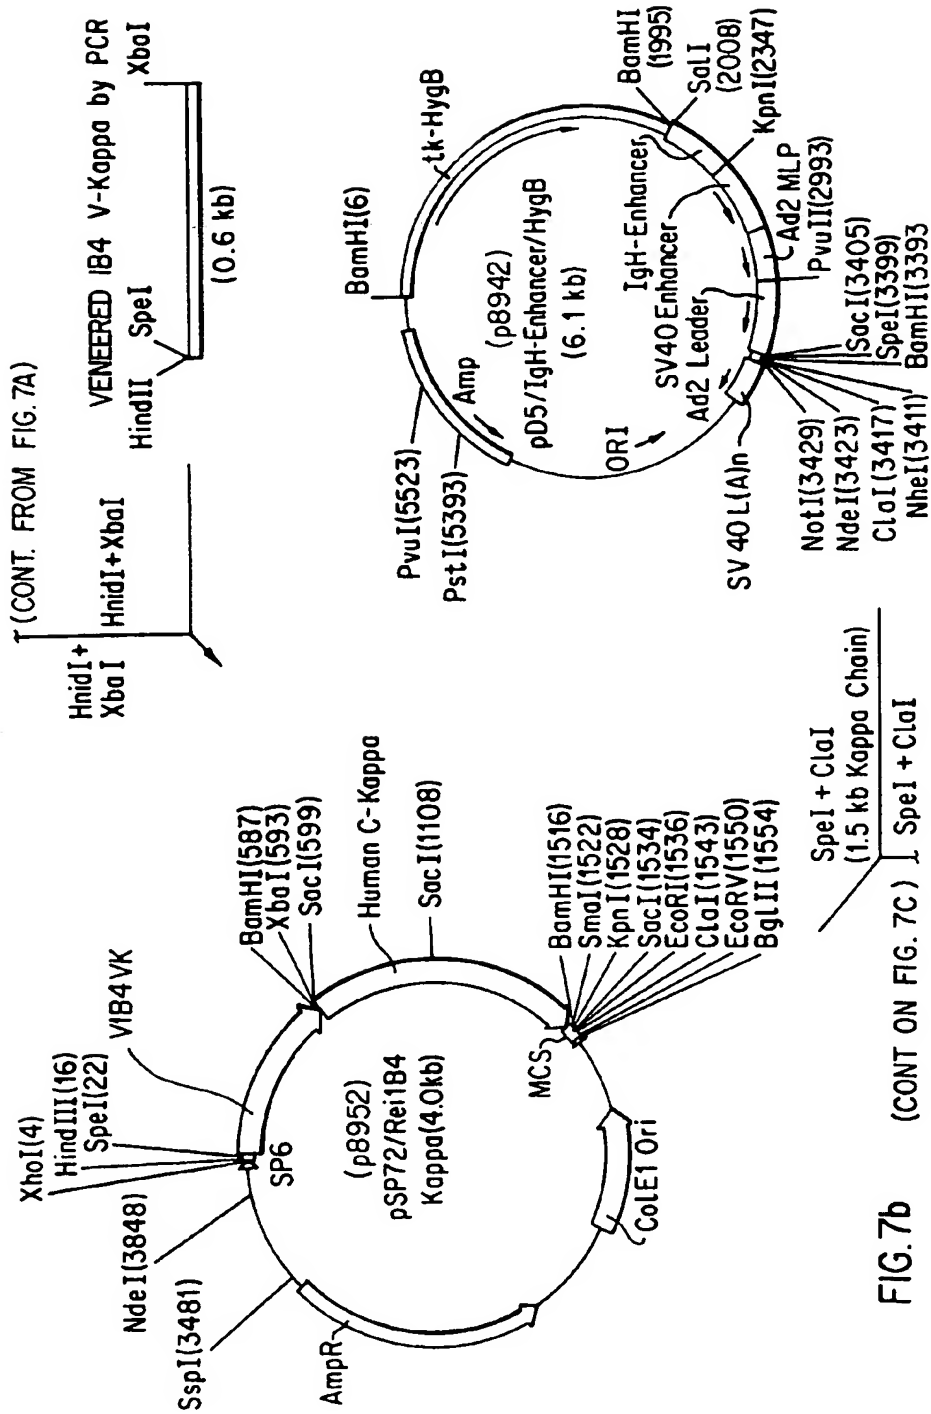 (CONT. FROM FIG. 7A)
HnidI+
XbaI
HnidI+XbaI
VENEERED IB4 V-Kappa by PCR
HindII
SpeI
XbaI
(0.6 kb)
XhoI(4)
HindIII(16)
SpeI(22)
V1B4VK
NdeI(3848)
SspI(3481)
SP6
BamHI(587)
XbaI(593)
SacI(599)
Human C-Kappa
SacI(1108)
(p8952)
pSP72/Rei1B4
Kappa(4.0kb)
AmpR
ColE1 Ori
MCS
BamHI(1516)
SmaI(1522)
KpnI(1528)
SacI(1534)
EcoRI(1536)
ClaI(1543)
EcoRV(1550)
BglII(1554)
BamHI(6)
tk-HygB
BamHI
(1995)
SalI
(2008)
KpnI(2347)
PvuI(5523)
PstI(5393)
Amp
(p8942)
pD5/IgH-Enhancer/HygB
(6.1 kb)
ORI
IgH-Enhancer
SV40 Enhancer
Ad2 Leader
Ad2 MLP
PvuII(2993)
SV 40 L(A)n
SacI(3405)
SpeI(3399)
BamHI(3393
NotI(3429)
NdeI(3423)
ClaI(3417)
NheI(3411)
SpeI + ClaI
(1.5 kb Kappa Chain)
SpeI + ClaI
(CONT ON FIG. 7C)
FIG. 7b